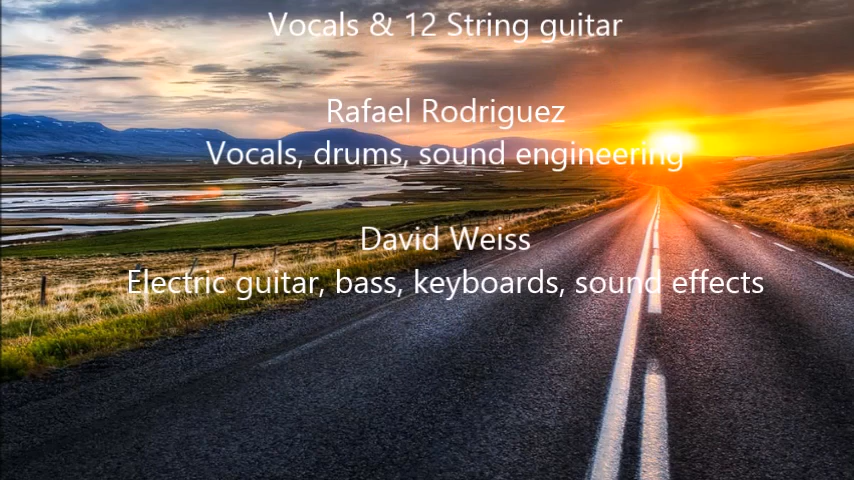 Vocals & 12 String guitar
Rafael Rodriguez
Vocals, drums, sound engineering
David Weiss
Electric guitar, bass, keyboards, sound effects